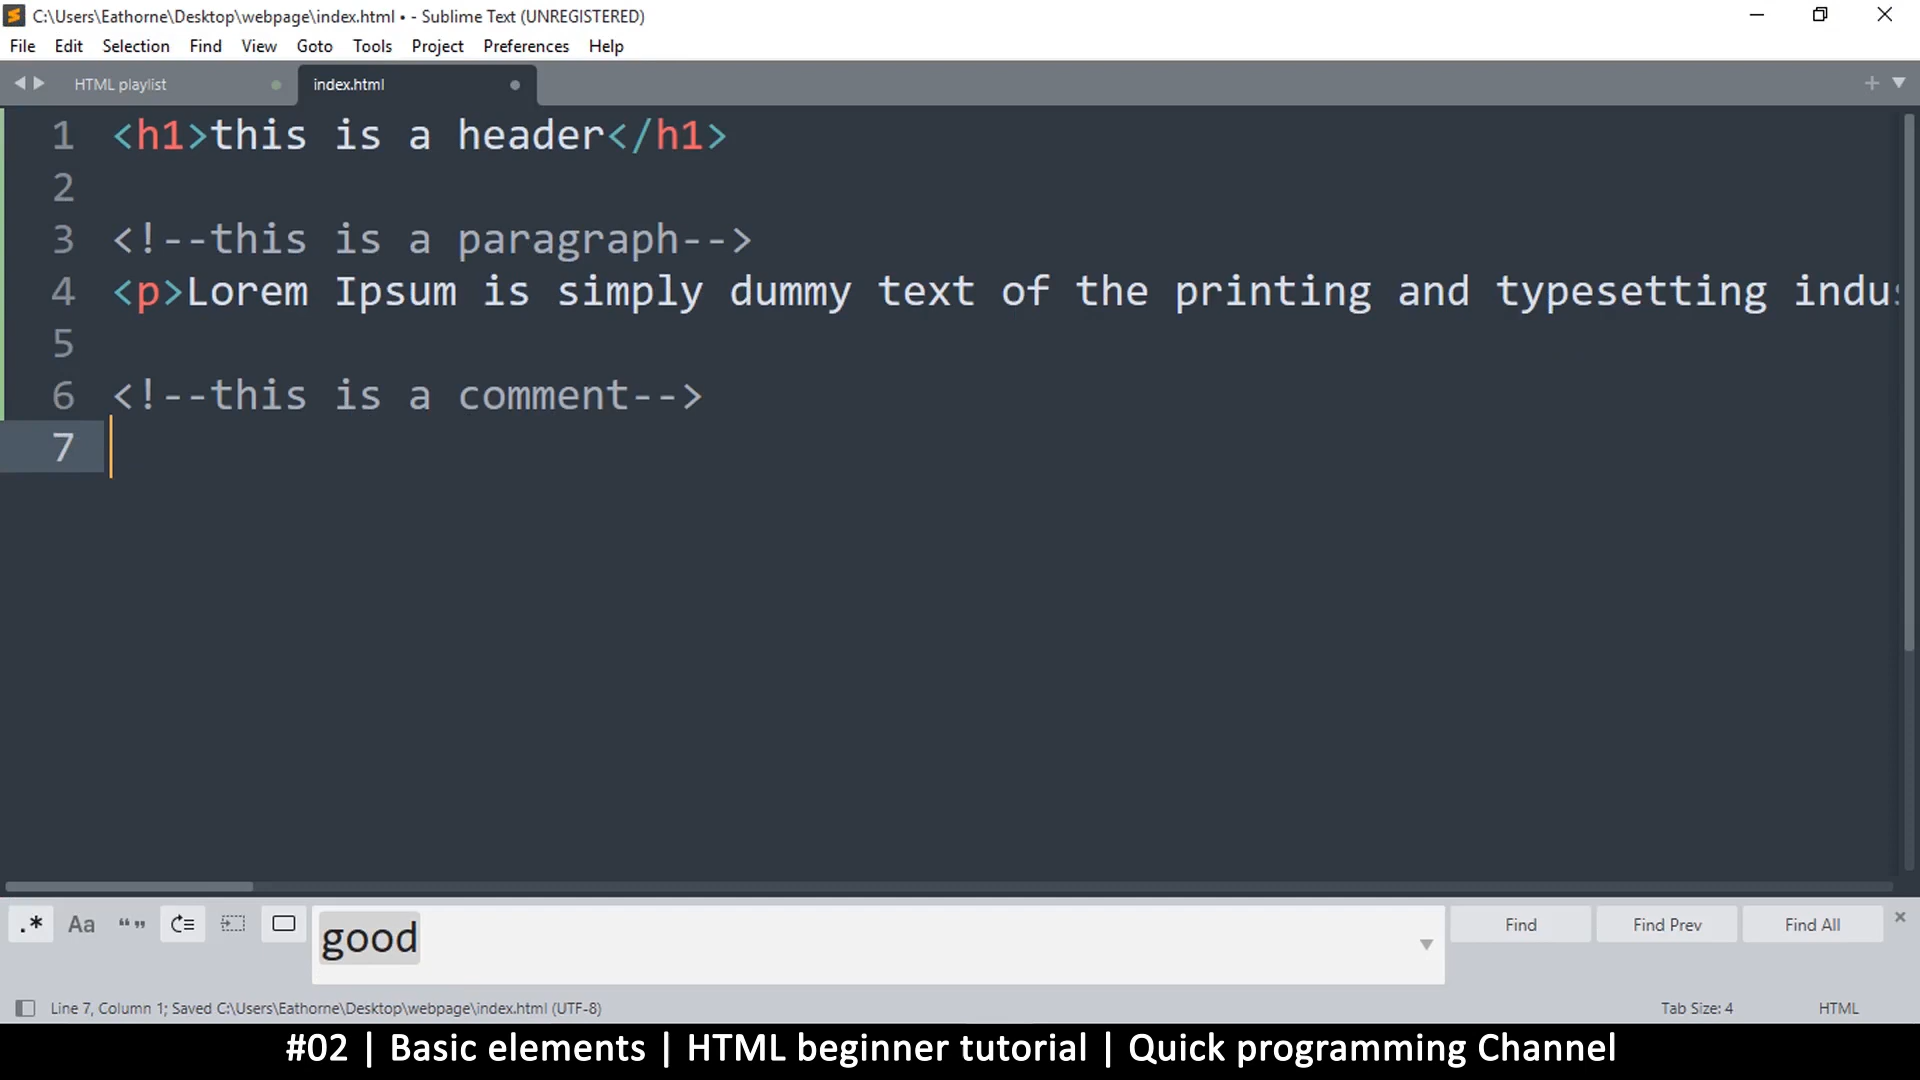 C:\Users\Eathorne\Desktop\webpage\index.html • - Sublime Text (UNREGISTERED)
File Edit Selection Find View Goto Tools Project Preferences Help
HTML playlist index.html
1 <h1>this is a header</h1>
2
3 <!--this is a paragraph-->
4 <p>Lorem Ipsum is simply dummy text of the printing and typesetting indu
5
6 <!--this is a comment-->
7
.* Aa “” good Find Find Prev Find All
Line 7, Column 1; Saved C:\Users\Eathorne\Desktop\webpage\index.html (UTF-8) Tab Size: 4 HTML
#02 | Basic elements | HTML beginner tutorial | Quick programming Channel